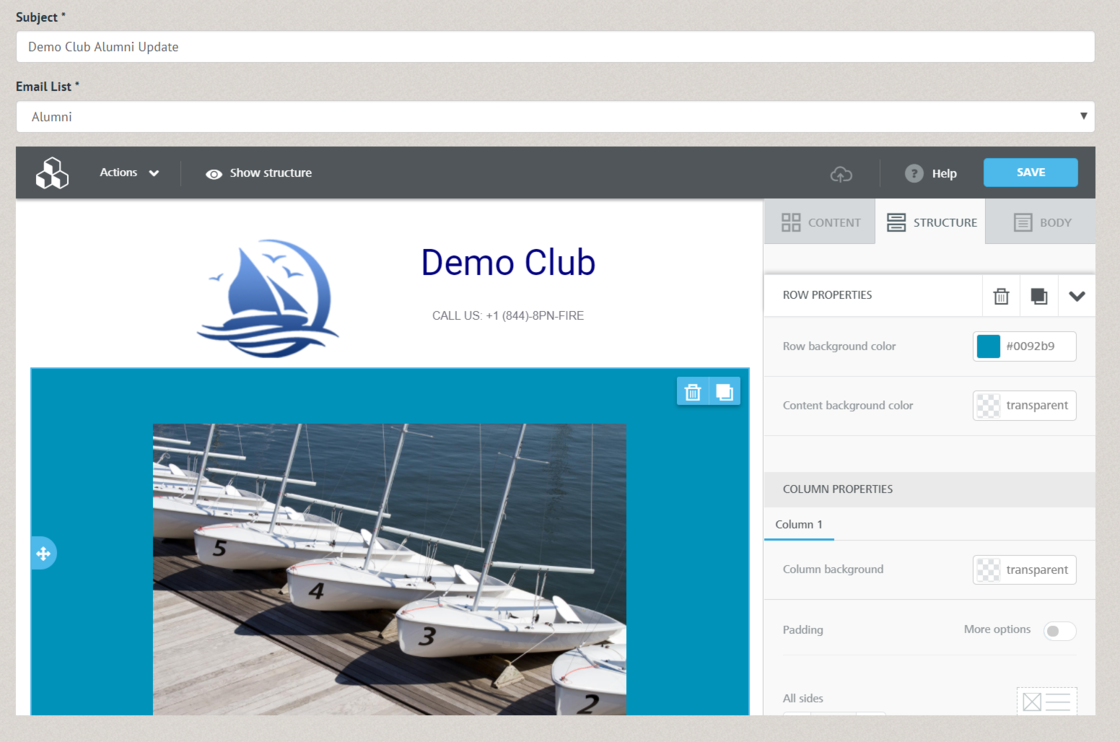 Subject *
Demo Club Alumni Update
Email List *
Alumni
Actions
Show structure
? Help
SAVE
CONTENT
STRUCTURE
BODY
Demo Club
CALL US: +1 (844)-8PN-FIRE
ROW PROPERTIES
Row background color
#0092b9
Content background color
transparent
COLUMN PROPERTIES
Column 1
Column background
transparent
Padding
More options
All sides
5
4
3
2